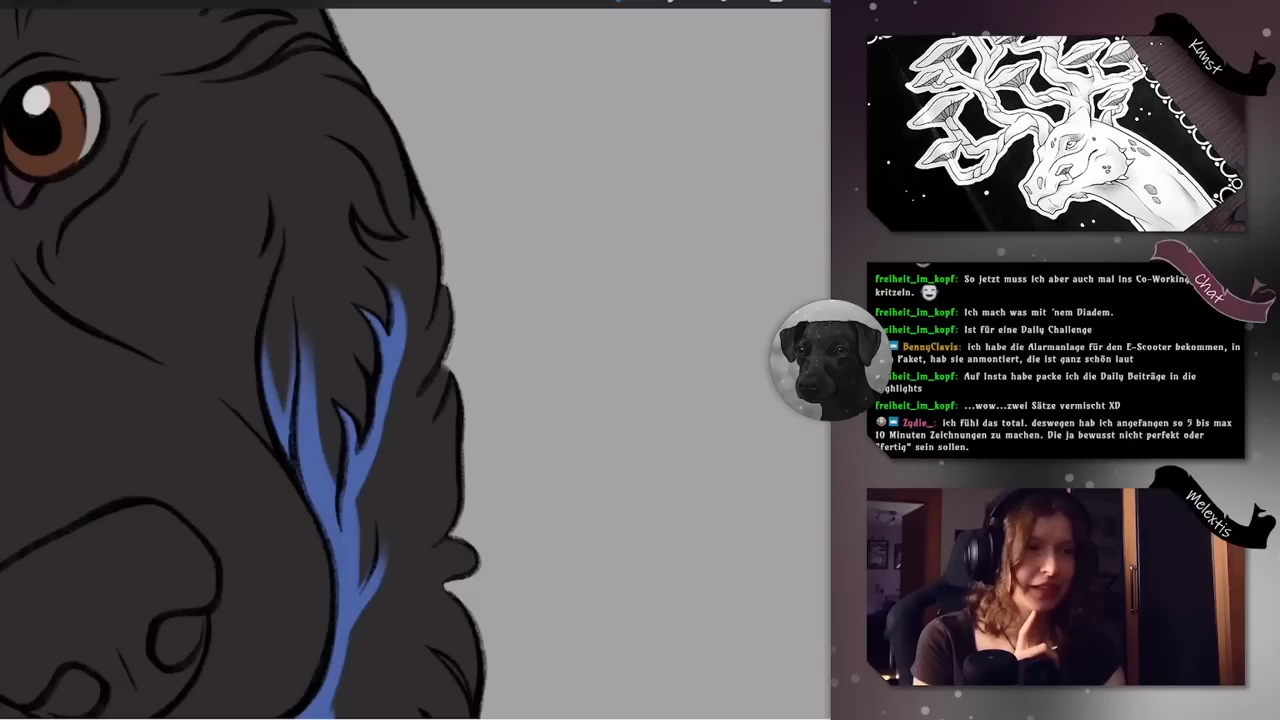 Kunst
Chat
freiheit_im_kopf: So jetzt muss ich aber auch mal ins Co-Working
kritzeln.
freiheit_im_kopf: Ich mach was mit 'nem Diadem.
freiheit_im_kopf: Ist für eine Daily Challenge
BennyClavis: ich habe die Alarmanlage für den E-Scooter bekommen, in
Paket, hab sie anmontiert, die ist ganz schön laut
eiheit_im_kopf: Auf Insta habe packe ich die Daily Beiträge in die
ghlights
freiheit_im_kopf: ...wow...zwei Sätze vermischt XD
Zydie_: ich fühl das total. deswegen hab ich angefangen so 5 bis max
10 Minuten Zeichnungen zu machen. Die ja bewusst nicht perfekt oder
"fertig" sein sollen.
Melextis